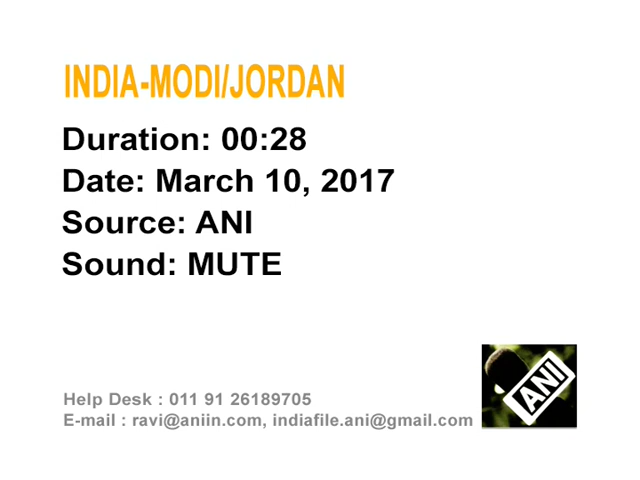 INDIA-MODI/JORDAN
Duration: 00:28
Date: March 10, 2017
Source: ANI
Sound: MUTE
ANI
Help Desk : 011 91 26189705
E-mail : ravi@aniin.com, indiafile.ani@gmail.com